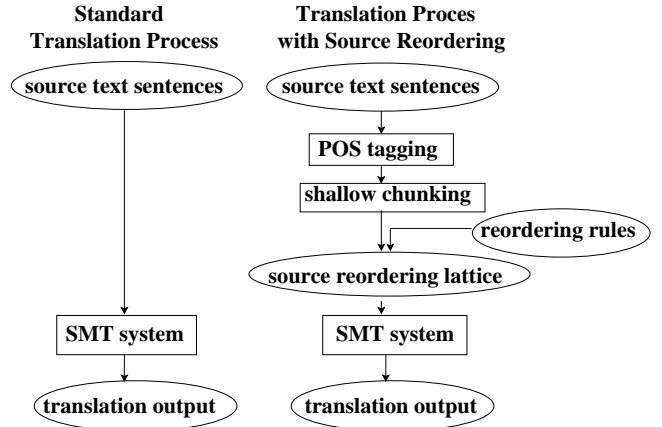 Standard
Translation Process
source text sentences
SMT system
translation output
Translation Proces
with Source Reordering
source text sentences
POS tagging
shallow chunking
reordering rules
source reordering lattice
SMT system
translation output